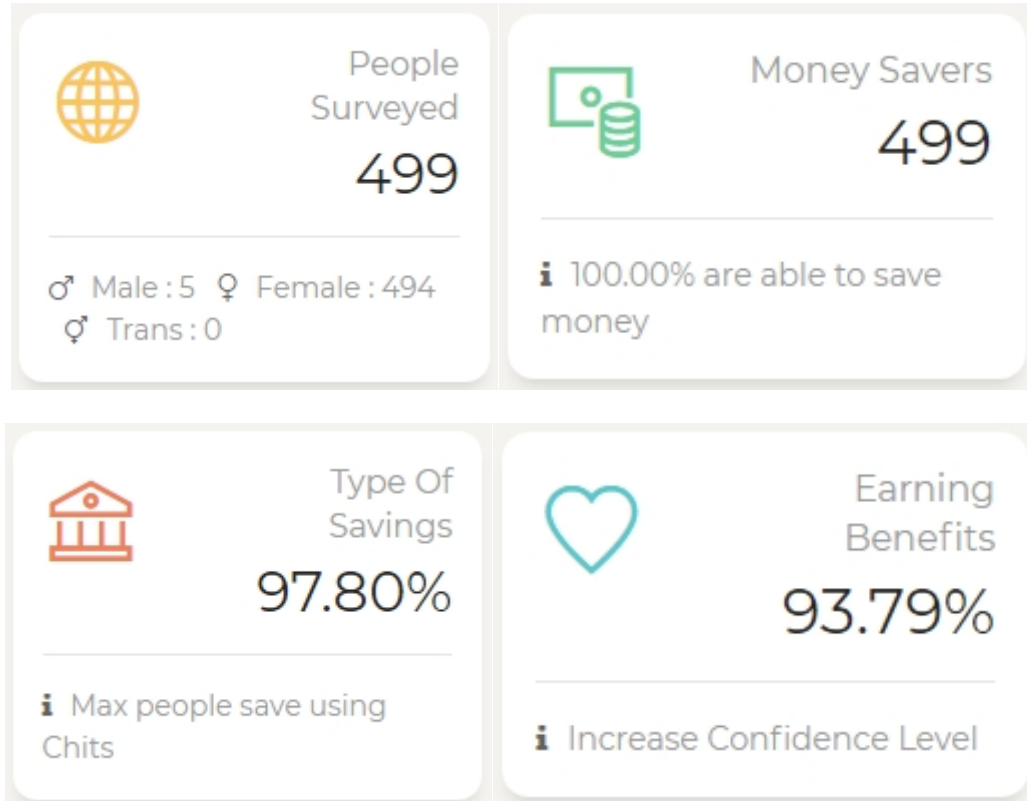 People
Surveyed
499
♂ Male : 5 ♀ Female : 494
⚥ Trans : 0
Money Savers
499
i 100.00% are able to save
money
Type Of
Savings
97.80%
i Max people save using
Chits
Earning
Benefits
93.79%
i Increase Confidence Level